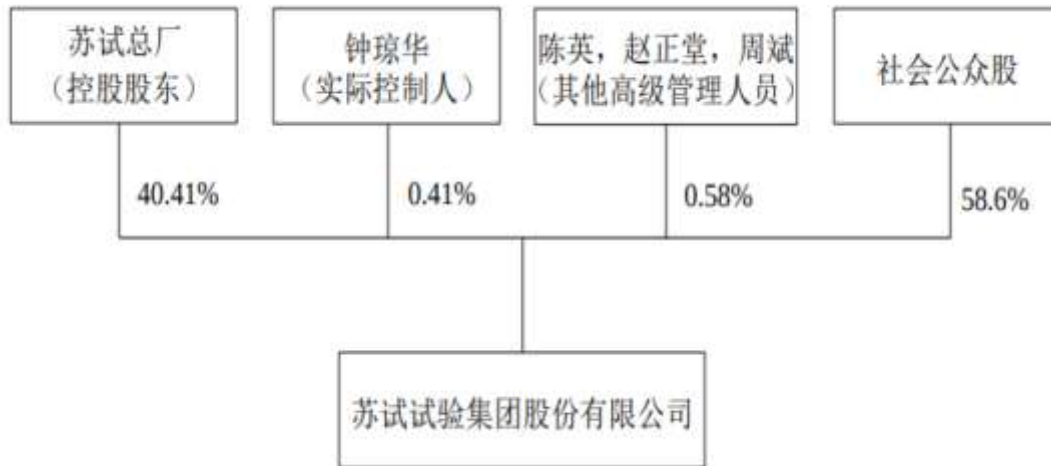 苏试总厂
（控股股东）
钟琼华
（实际控制人）
陈英，赵正堂，周斌
（其他高级管理人员）
社会公众股
40.41%
0.41%
0.58%
58.6%
苏试试验集团股份有限公司